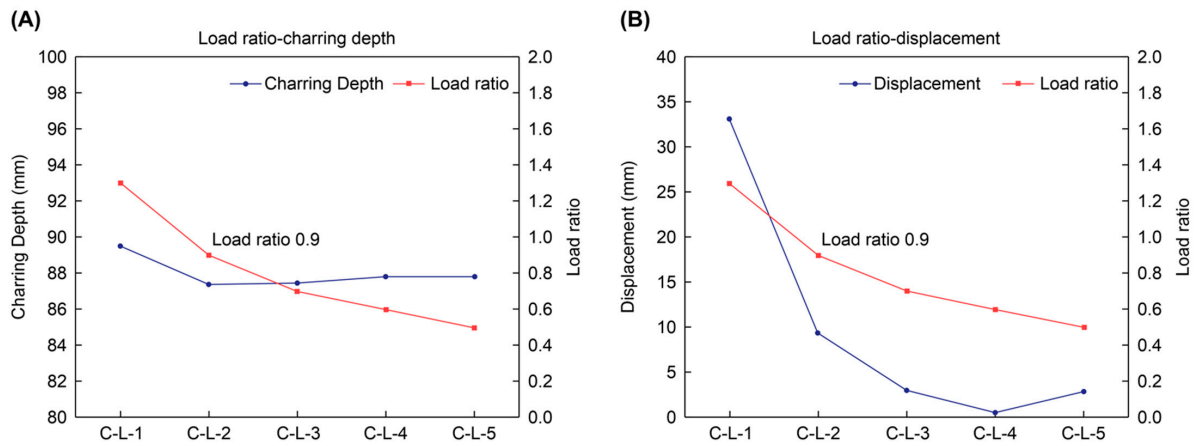 (A)
Load ratio-charring depth
100
98
96
94
92
90
88
86
84
82
80
Charring Depth (mm)
Charring Depth
Load ratio
Load ratio 0.9
2.0
1.8
1.6
1.4
1.2
1.0
0.8
0.6
0.4
0.2
0.0
Load ratio
C-L-1 C-L-2 C-L-3 C-L-4 C-L-5
(B)
Load ratio-displacement
40
35
30
25
20
15
10
5
0
Displacement (mm)
Displacement
Load ratio
Load ratio 0.9
2.0
1.8
1.6
1.4
1.2
1.0
0.8
0.6
0.4
0.2
0.0
Load ratio
C-L-1 C-L-2 C-L-3 C-L-4 C-L-5